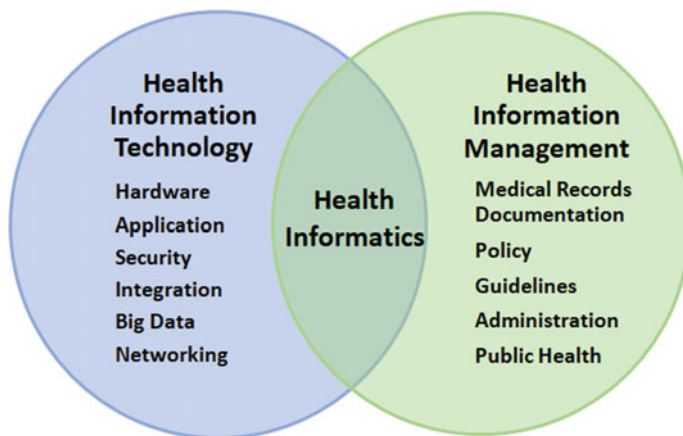 Health
Information
Technology
Hardware
Application
Security
Integration
Big Data
Networking
Health
Informatics
Health
Information
Management
Medical Records
Documentation
Policy
Guidelines
Administration
Public Health